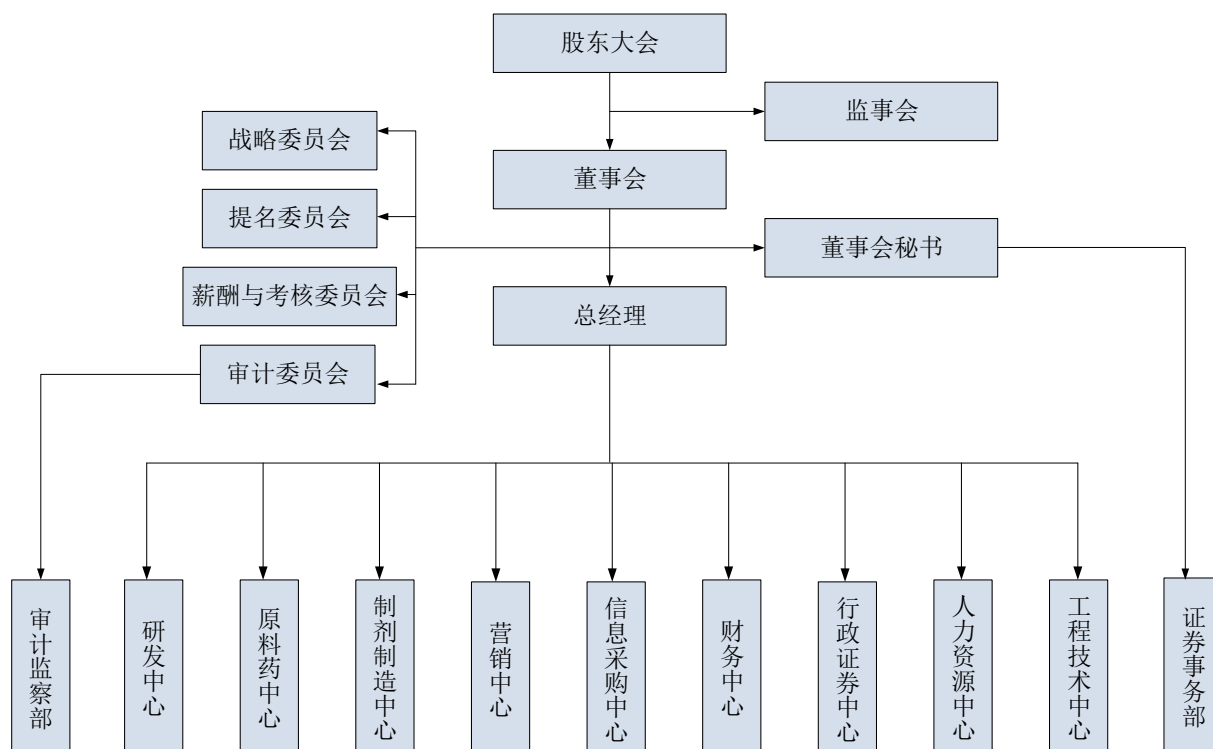 股东大会
监事会
战略委员会
董事会
提名委员会
董事会秘书
薪酬与考核委员会
总经理
审计委员会
审计监察部
研发中心
原料药中心
制剂制造中心
营销中心
信息采购中心
财务中心
行政证券中心
人力资源中心
工程技术中心
证券事务部